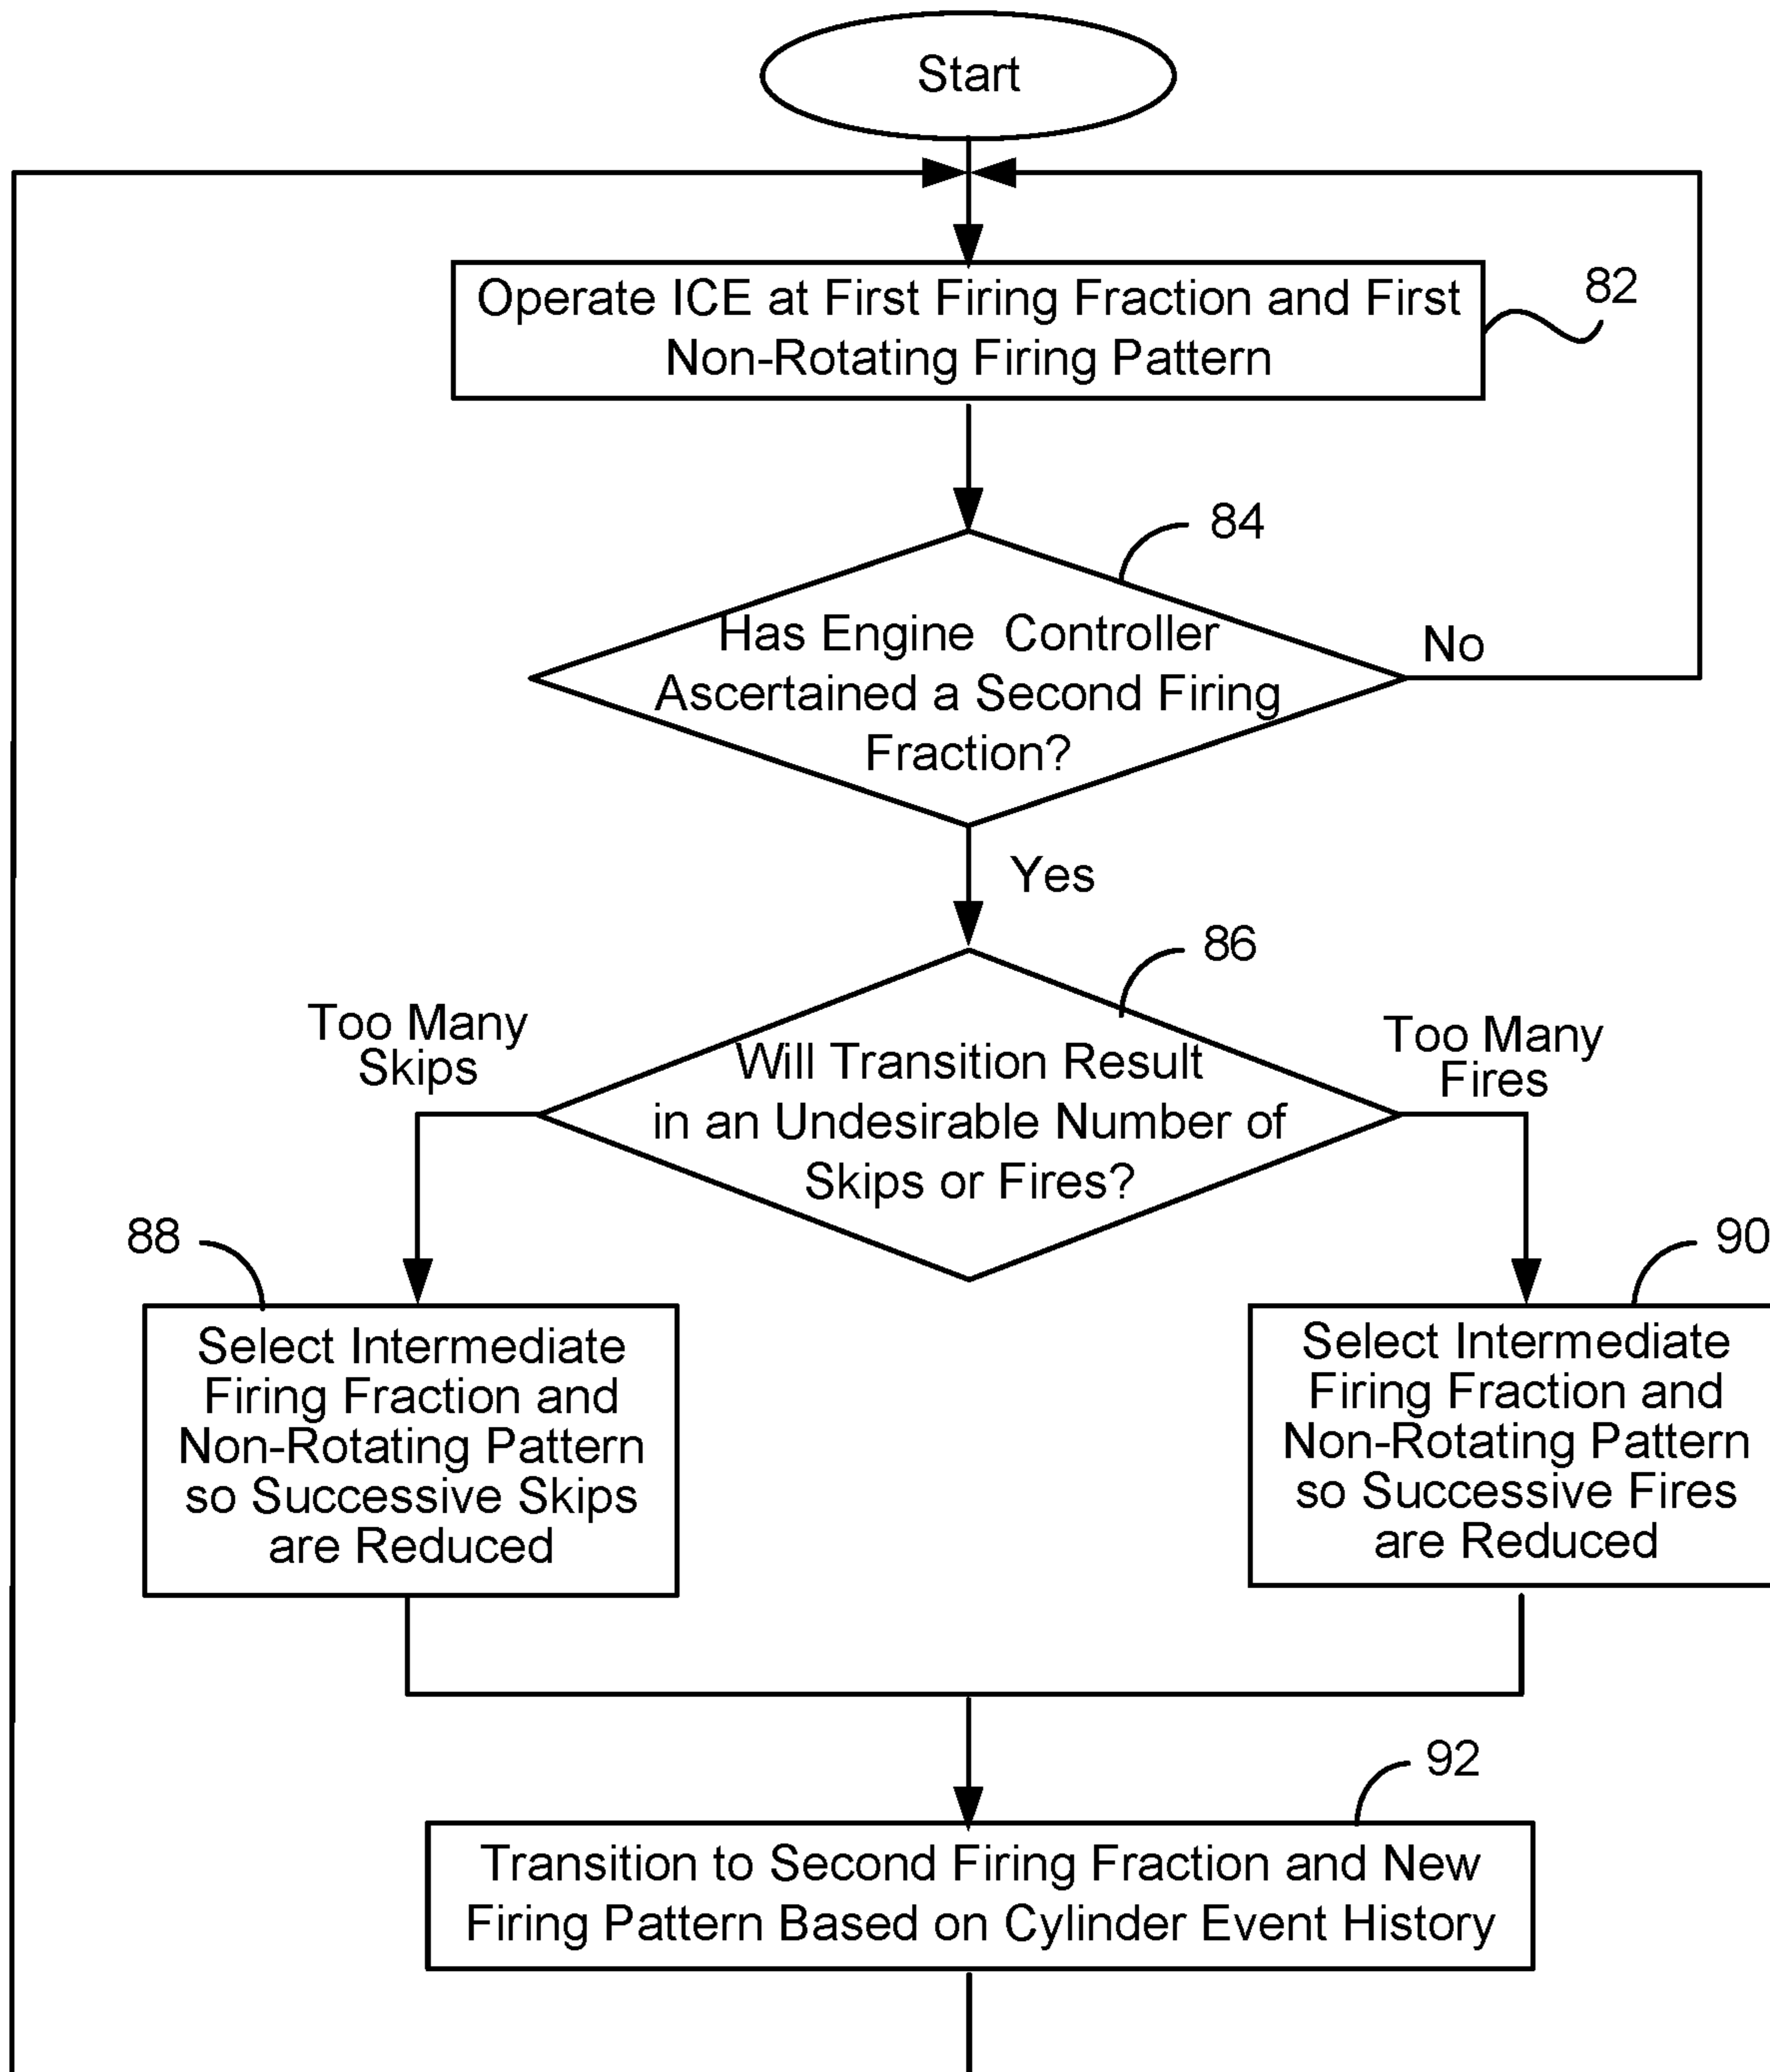 Start
Operate ICE at First Firing Fraction and First
Non-Rotating Firing Pattern
82
84
Has Engine Controller
Ascertained a Second Firing
Fraction?
No
Yes
86
Too Many
Skips
Will Transition Result
in an Undesirable Number of
Skips or Fires?
Too Many
Fires
88
Select Intermediate
Firing Fraction and
Non-Rotating Pattern
so Successive Skips
are Reduced
90
Select Intermediate
Firing Fraction and
Non-Rotating Pattern
so Successive Fires
are Reduced
92
Transition to Second Firing Fraction and New
Firing Pattern Based on Cylinder Event History